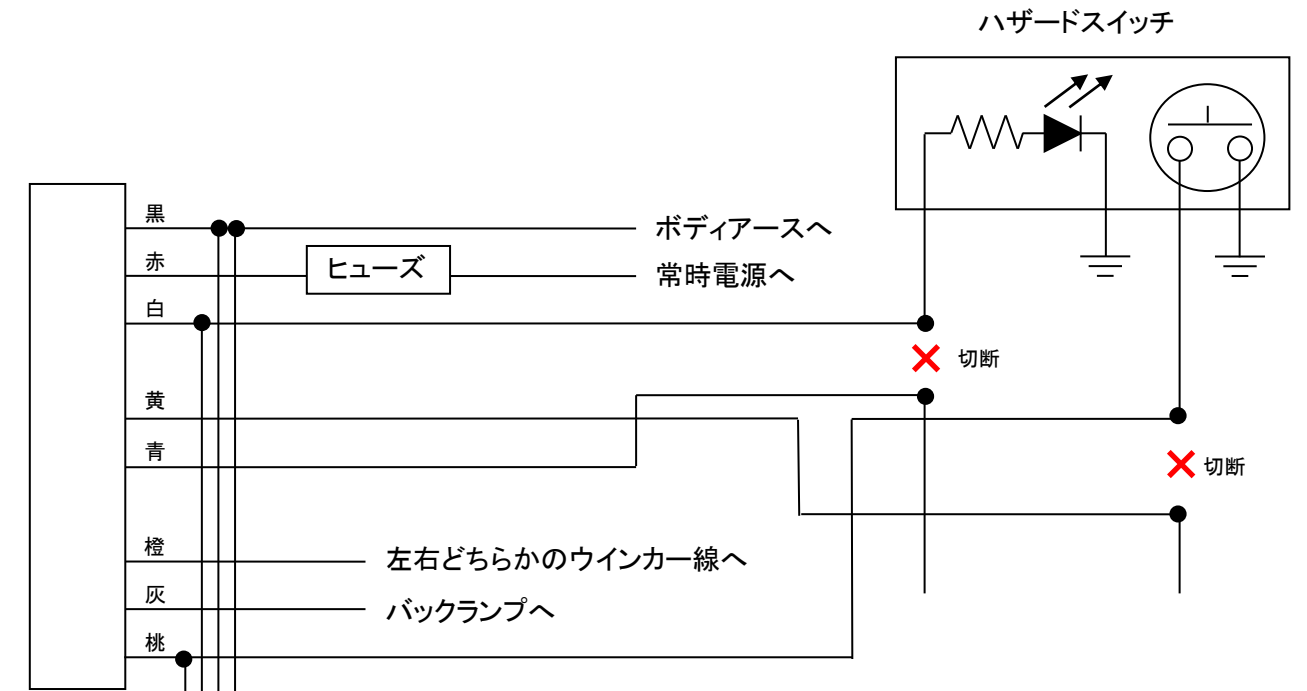 ハザードスイッチ
黒
ボディアースへ
赤
ヒューズ
常時電源へ
白
切断
黄
青
切断
橙
左右どちらかのウインカー線へ
灰
バックランプへ
桃